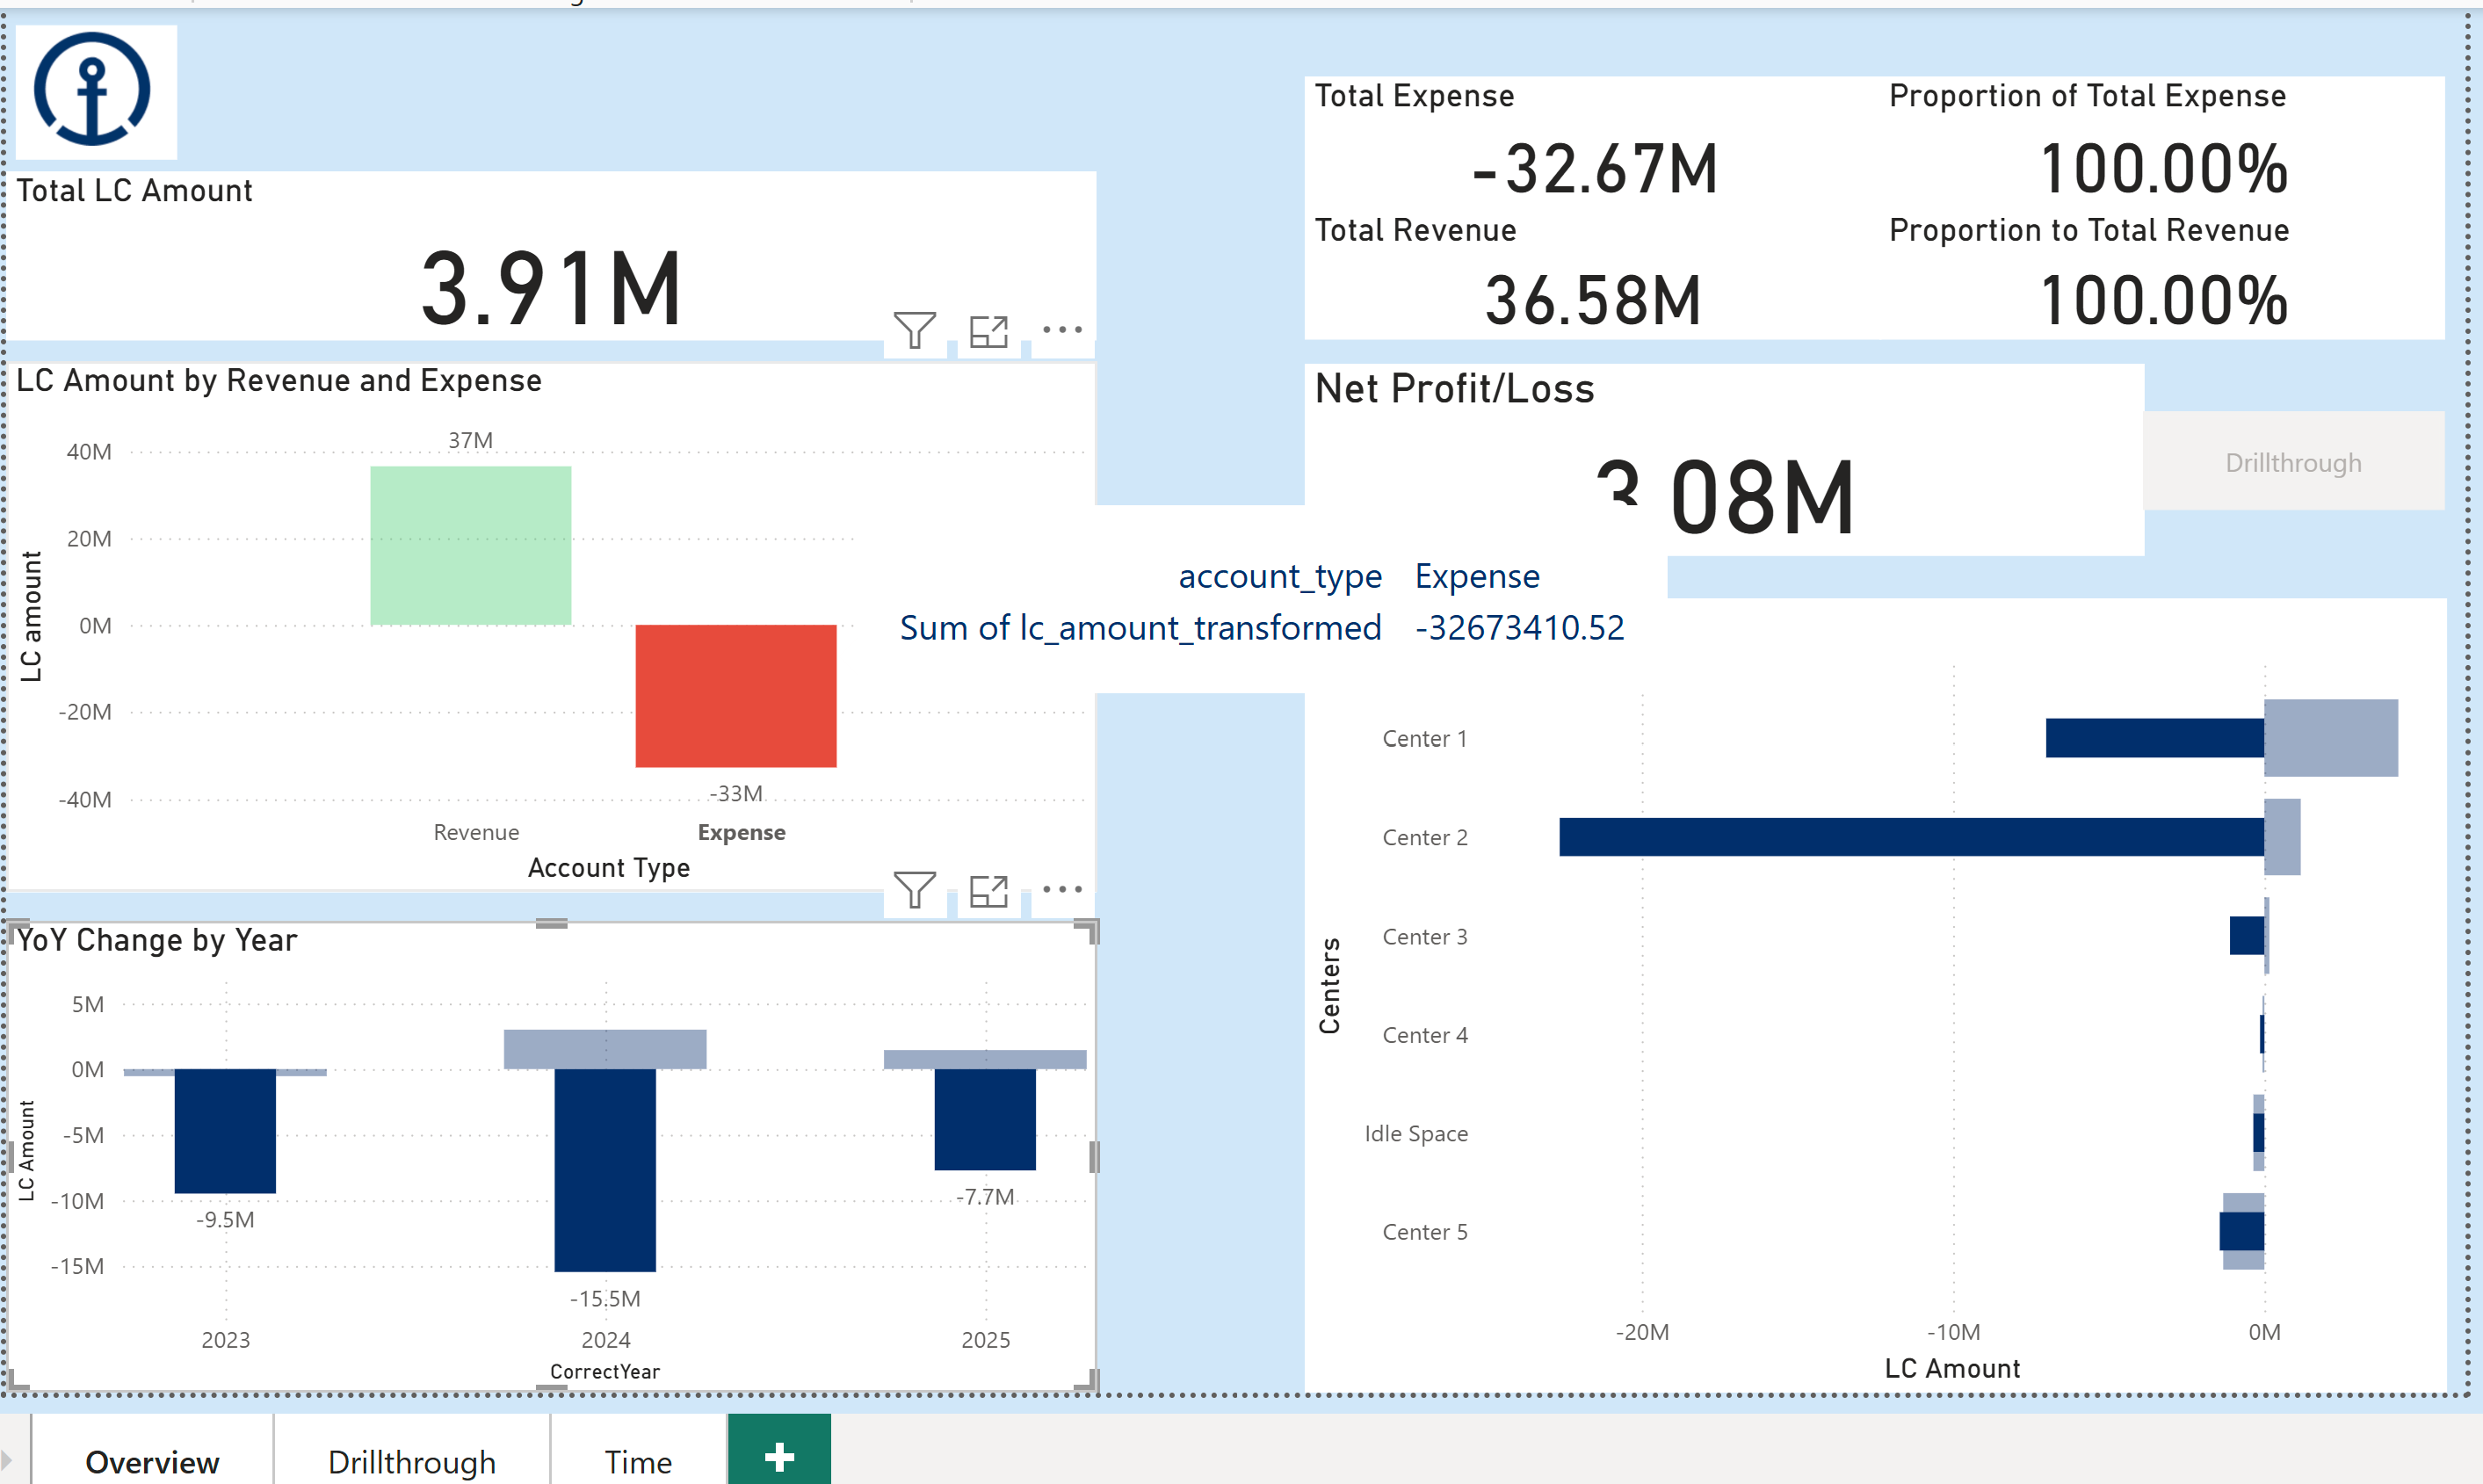 Total LC Amount
3.91M
Total Expense
-32.67M
Proportion of Total Expense
100.00%
Total Revenue
36.58M
Proportion to Total Revenue
100.00%
LC Amount by Revenue and Expense
LC amount
40M
20M
0M
-20M
-40M
37M
-33M
Revenue
Expense
Account Type
Net Profit/Loss
3.08M
Drillthrough
account_type Expense
Sum of lc_amount_transformed -32673410.52
YoY Change by Year
LC Amount
5M
0M
-5M
-10M
-15M
-9.5M
-15.5M
-7.7M
2023
2024
2025
CorrectYear
Centers
Center 1
Center 2
Center 3
Center 4
Idle Space
Center 5
-20M
-10M
0M
LC Amount
Overview
Drillthrough
Time
+